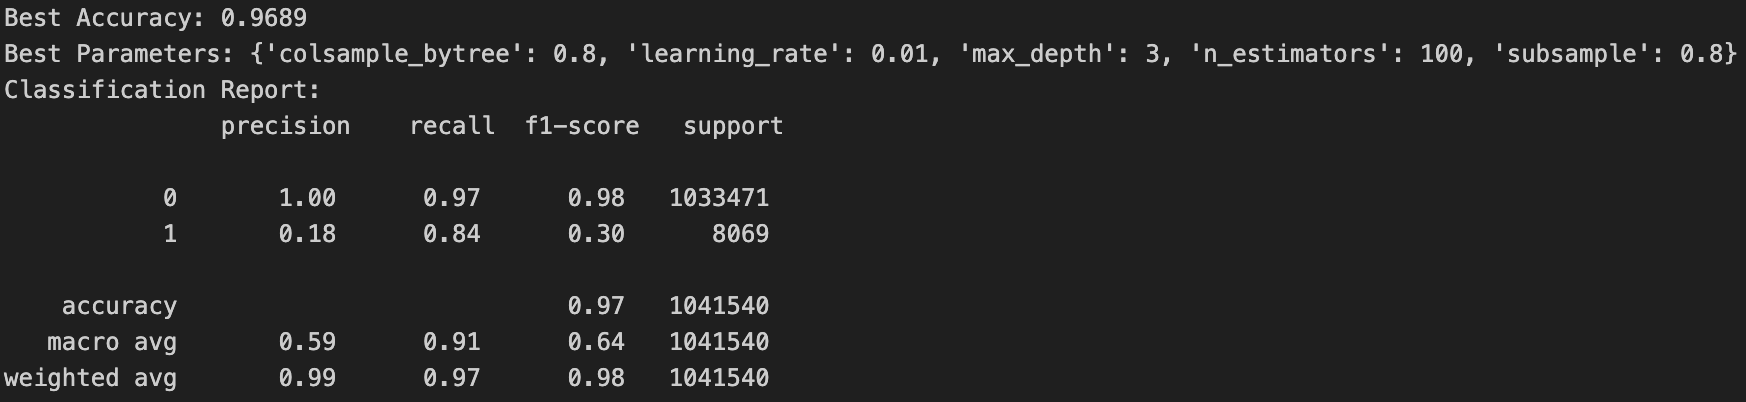 Best Accuracy: 0.9689
Best Parameters: {'colsample_bytree': 0.8, 'learning_rate': 0.01, 'max_depth': 3, 'n_estimators': 100, 'subsample': 0.8}
Classification Report:
precision recall f1-score support
0 1.00 0.97 0.98 1033471
1 0.18 0.84 0.30 8069
accuracy 0.97 1041540
macro avg 0.59 0.91 0.64 1041540
weighted avg 0.99 0.97 0.98 1041540